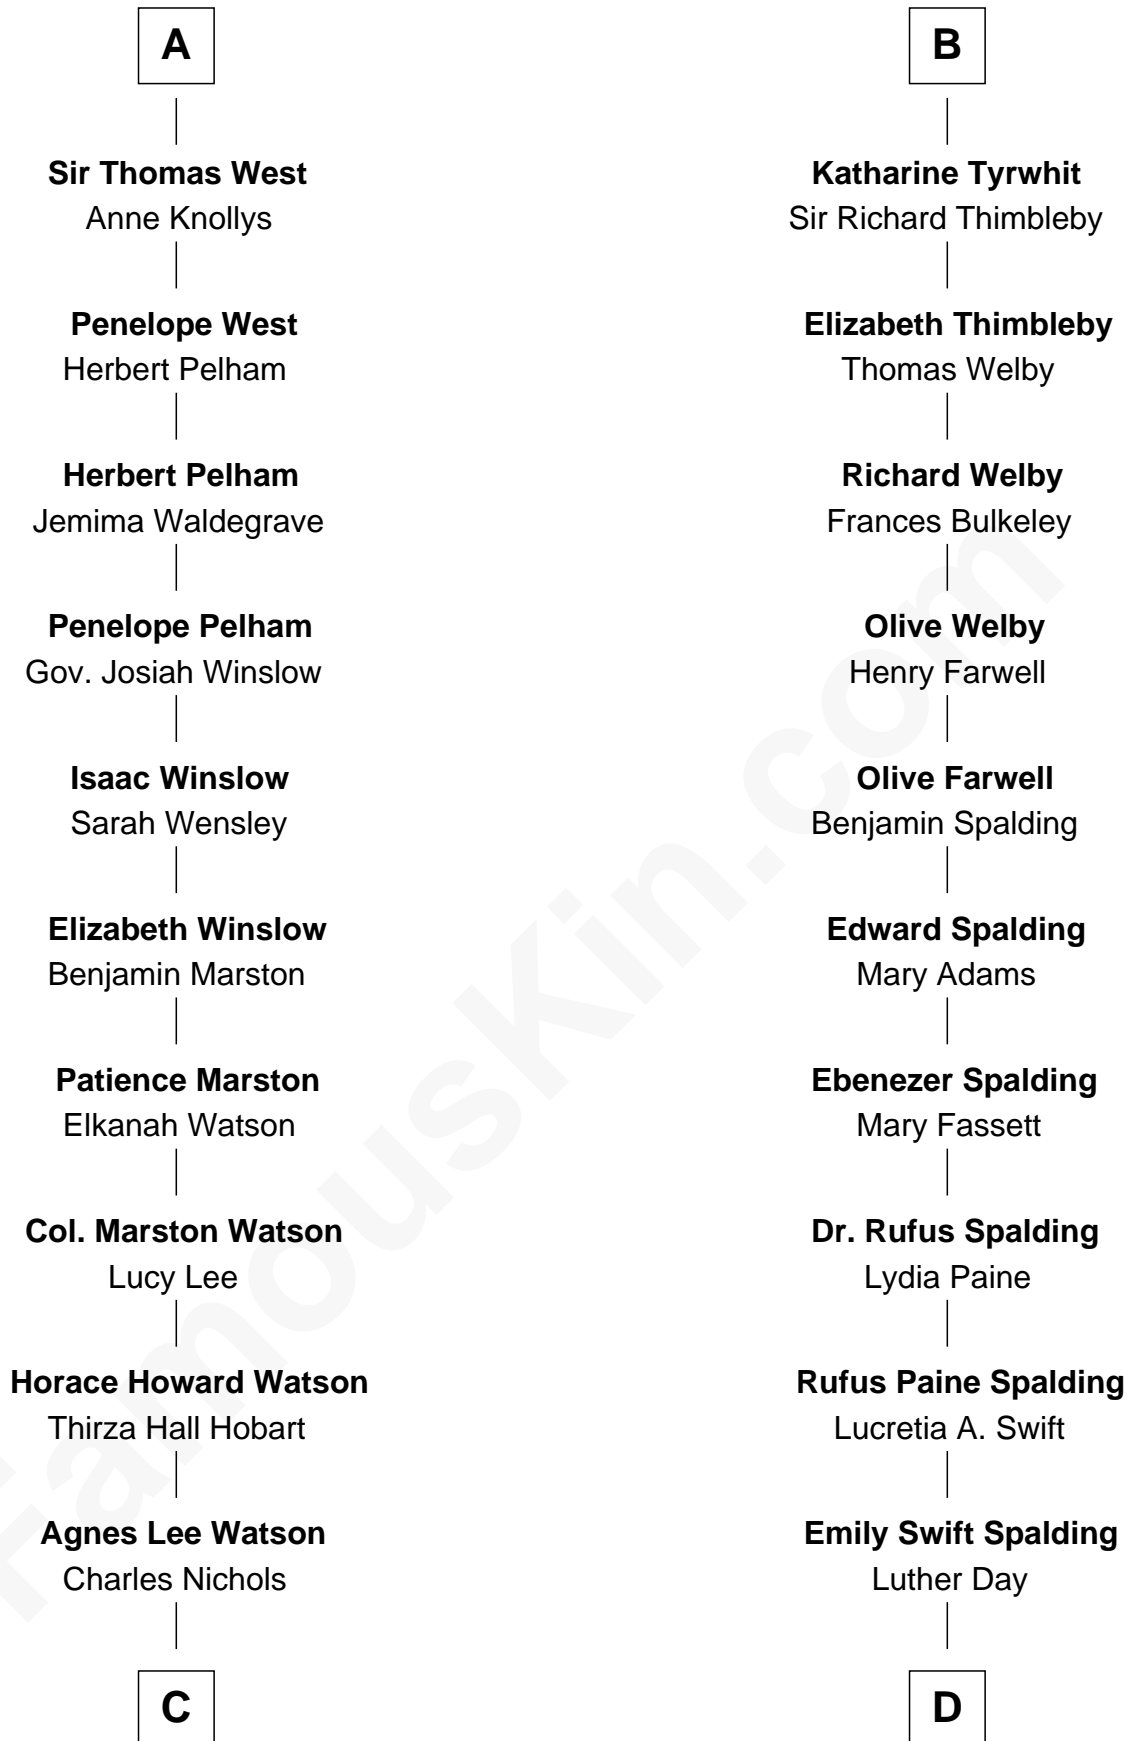 A
Sir Thomas West
Anne Knollys
Penelope West
Herbert Pelham
Herbert Pelham
Jemima Waldegrave
Penelope Pelham
Gov. Josiah Winslow
Isaac Winslow
Sarah Wensley
Elizabeth Winslow
Benjamin Marston
Patience Marston
Elkanah Watson
Col. Marston Watson
Lucy Lee
Horace Howard Watson
Thirza Hall Hobart
Agnes Lee Watson
Charles Nichols
C
B
Katharine Tyrwhit
Sir Richard Thimbleby
Elizabeth Thimbleby
Thomas Welby
Richard Welby
Frances Bulkeley
Olive Welby
Henry Farwell
Olive Farwell
Benjamin Spalding
Edward Spalding
Mary Adams
Ebenezer Spalding
Mary Fassett
Dr. Rufus Spalding
Lydia Paine
Rufus Paine Spalding
Lucretia A. Swift
Emily Swift Spalding
Luther Day
D
FamousKin.com